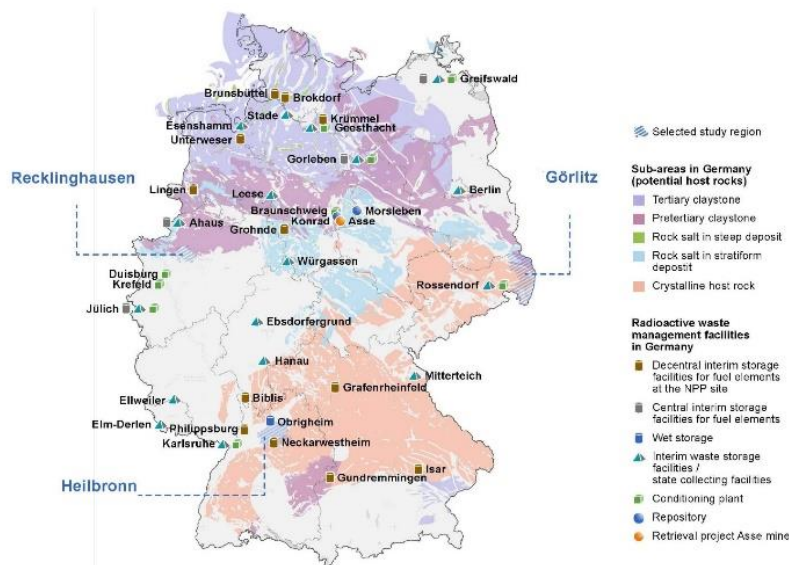 Greifswald
Brunsbüttel
Brokdorf
Stade
Krümmel
Esenshamm
Geesthacht
Unterweser
Selected study region
Gorleben
Recklinghausen
Görlitz
Sub-areas in Germany
(potential host rocks)
Lingen
Leese
Berlin
Tertiary claystone
Braunschweig
Morsleben
Pretertiary claystone
Ahaus
Konrad
Asse
Grohnde
Rock salt in steep deposit
Rock salt in stratiform
depostit
Würgassen
Duisburg
Rossendorf
Crystalline host rock
Krefeld
Jülich
Ebsdorfergrund
Radioactive waste
management facilities
in Germany
Hanau
Mitterteich
Decentral interim storage
facilities for fuel elements
at the NPP site
Grafenrheinfeld
Ellweiler
Biblis
Central interim storage
facilities for fuel elements
Elm-Derlen
Philippsburg
Obrigheim
Wet storage
Karlsruhe
Neckarwestheim
Interim waste storage
facilities /
state collecting facilities
Heilbronn
Isar
Gundremmingen
Conditioning plant
Repository
Retrieval project Asse mine